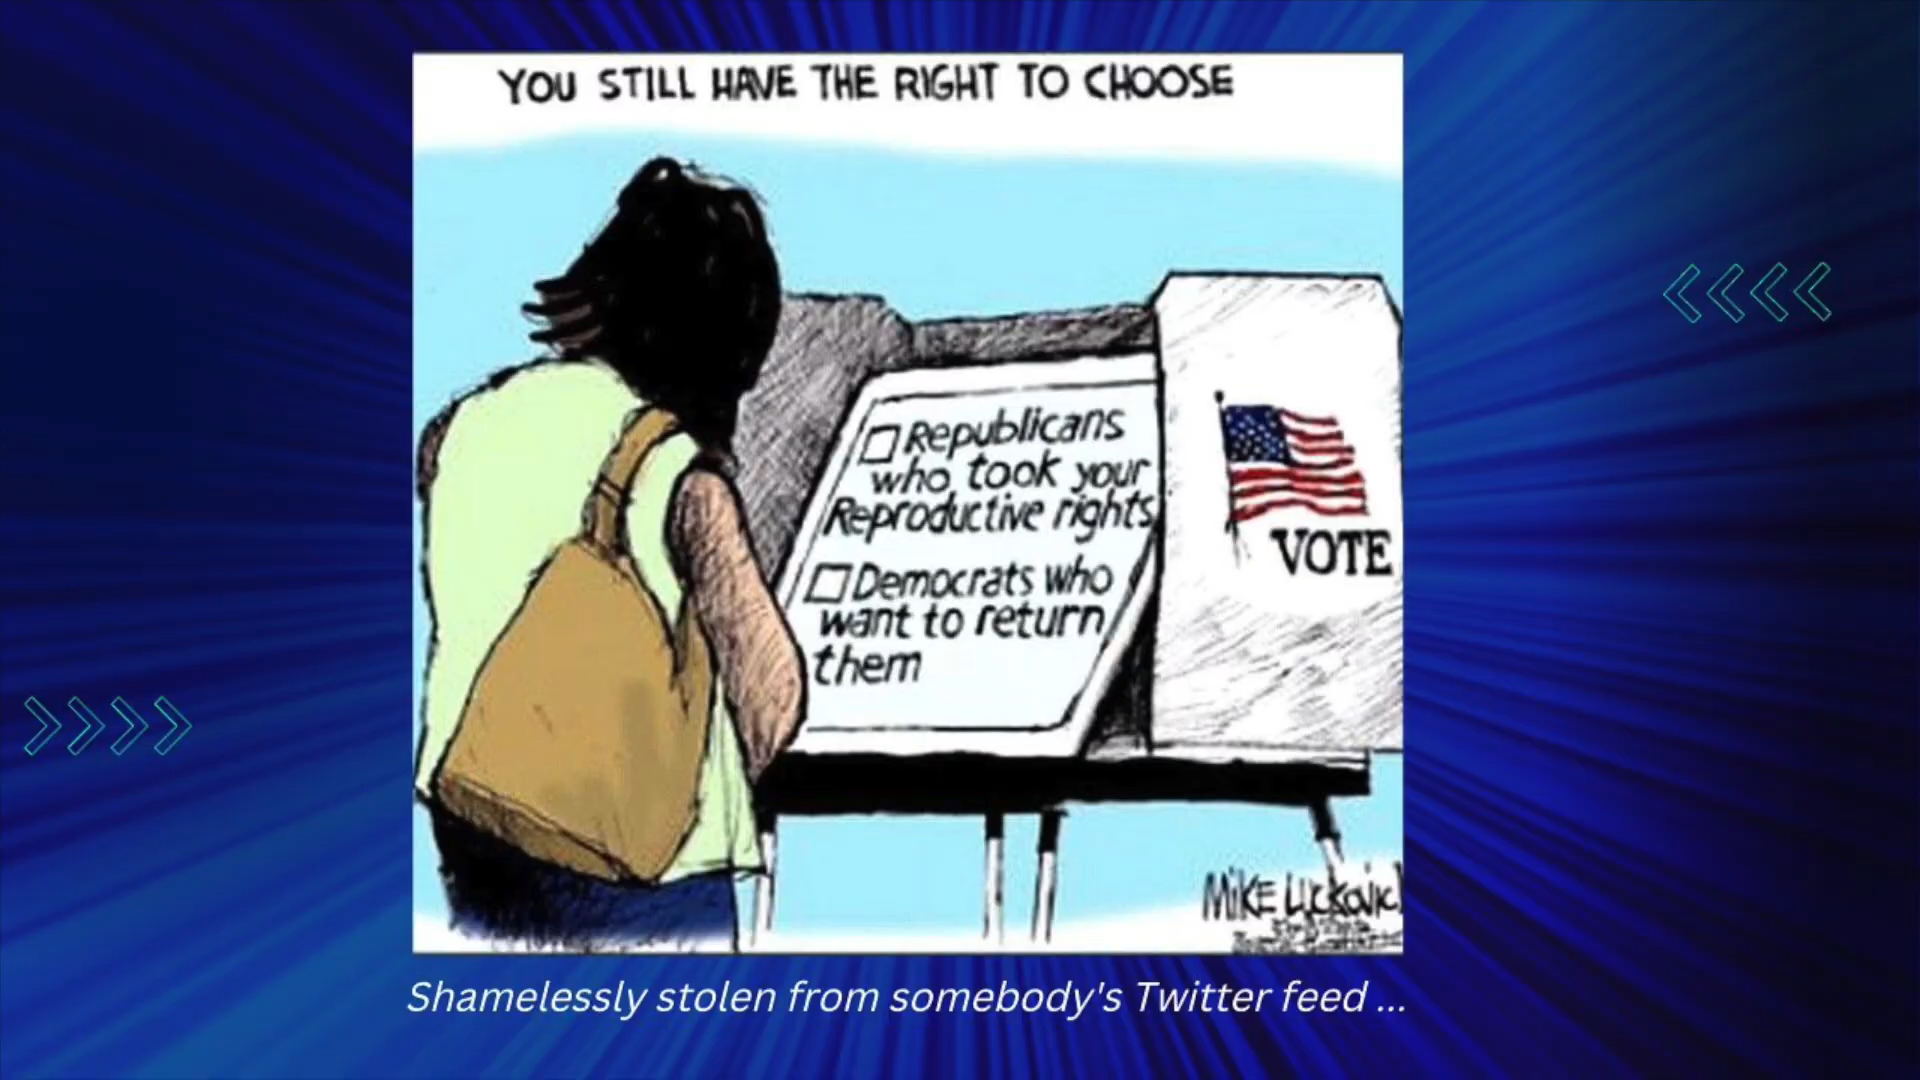 YOU STILL HAVE THE RIGHT TO CHOOSE
Republicans
who took your
Reproductive rights
Democrats who
want to return
them
VOTE
MIKE LUCKOVICH
Shamelessly stolen from somebody's Twitter feed ...